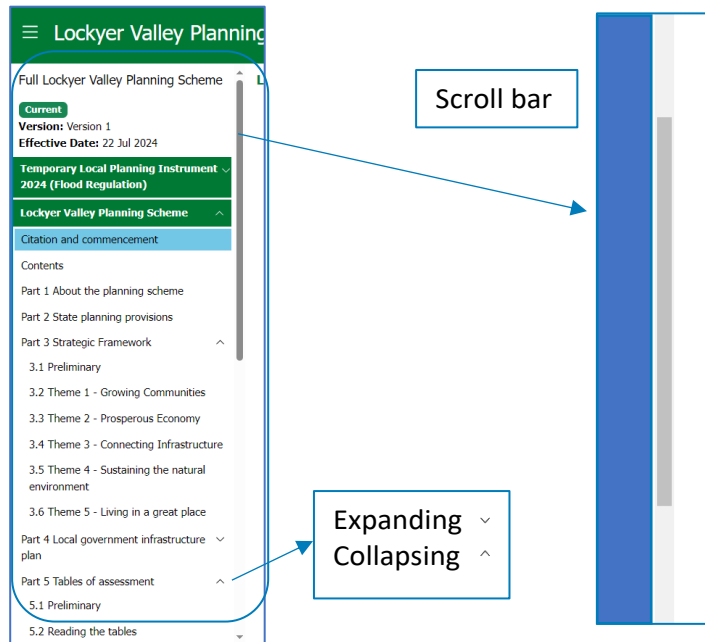 Lockyer Valley Planning
Full Lockyer Valley Planning Scheme
Current
Version: Version 1
Effective Date: 22 Jul 2024
Temporary Local Planning Instrument
2024 (Flood Regulation)
Lockyer Valley Planning Scheme
Citation and commencement
Contents
Part 1 About the planning scheme
Part 2 State planning provisions
Part 3 Strategic Framework
3.1 Preliminary
3.2 Theme 1 - Growing Communities
3.3 Theme 2 - Prosperous Economy
3.4 Theme 3 - Connecting Infrastructure
3.5 Theme 4 - Sustaining the natural
environment
3.6 Theme 5 - Living in a great place
Part 4 Local government infrastructure
plan
Part 5 Tables of assessment
5.1 Preliminary
5.2 Reading the tables
Scroll bar
Expanding
Collapsing